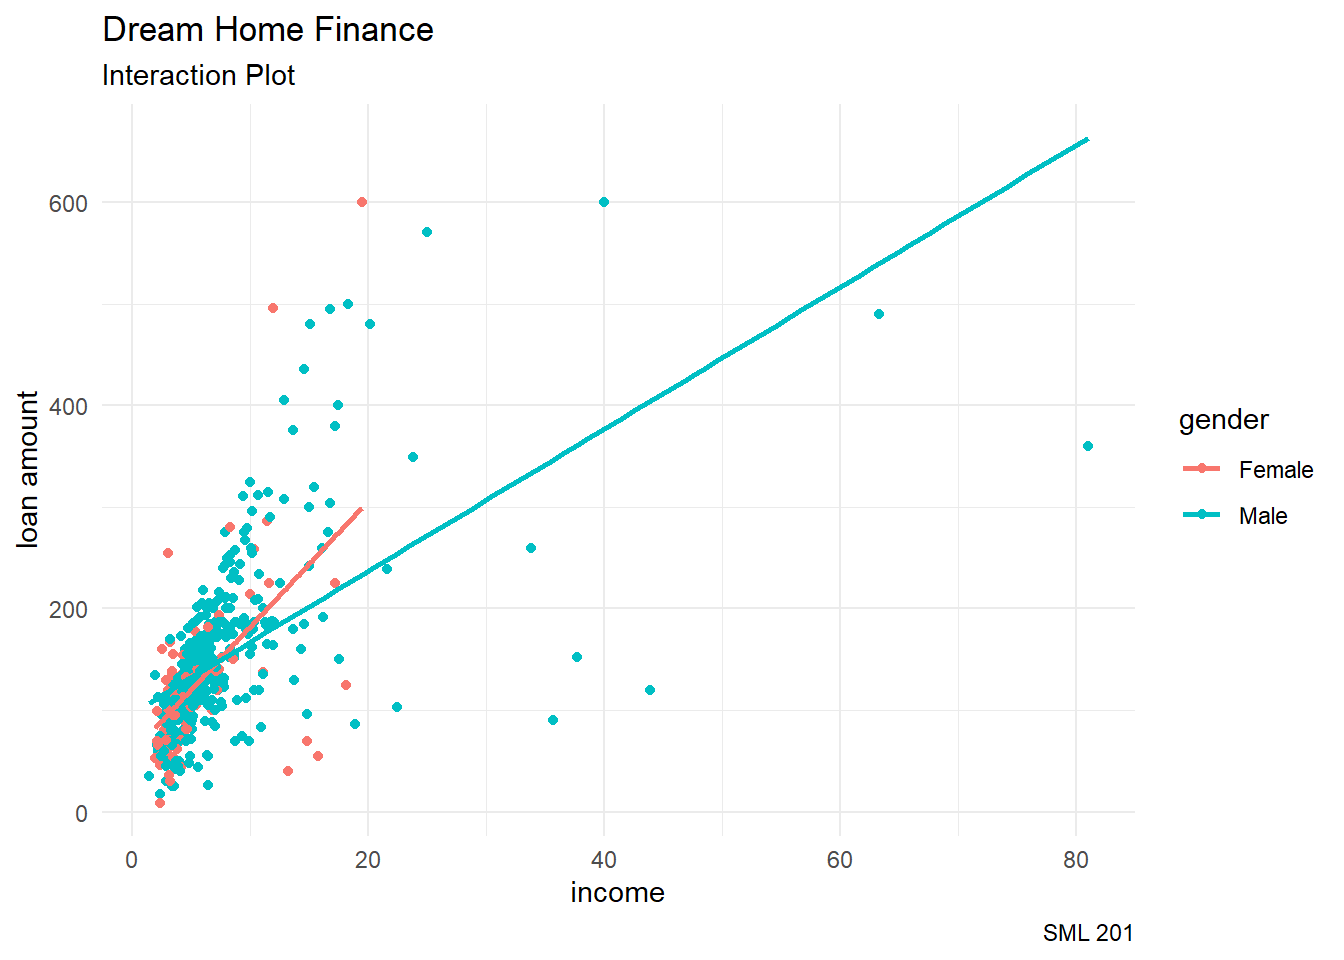 Dream Home Finance
Interaction Plot
600
400
200
0
loan amount
0 20 40 60 80
income
gender
Female
Male
SML 201